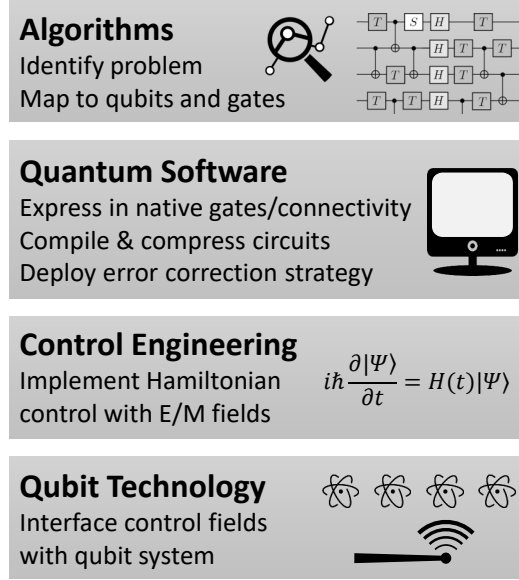 Algorithms
Identify problem
Map to qubits and gates
T S H T
H T
T H T
T T H T
Quantum Software
Express in native gates/connectivity
Compile & compress circuits
Deploy error correction strategy
Control Engineering
Implement Hamiltonian
control with E/M fields
iℏ ∂|Ψ⟩/∂t = H(t)|Ψ⟩
Qubit Technology
Interface control fields
with qubit system